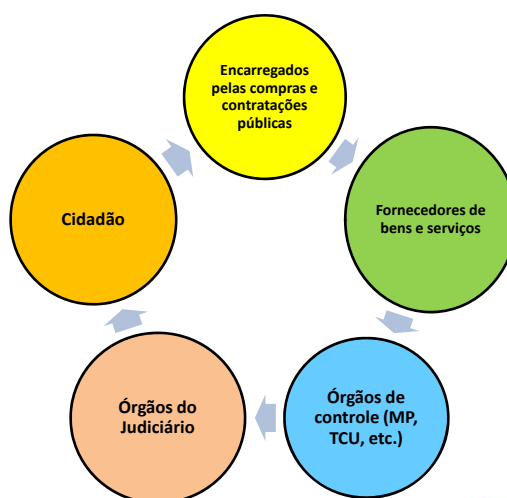 Encarregados
pelas compras e
contratações
públicas
Fornecedores de
bens e serviços
Órgãos de
controle (MP,
TCU, etc.)
Órgãos do
Judiciário
Cidadão